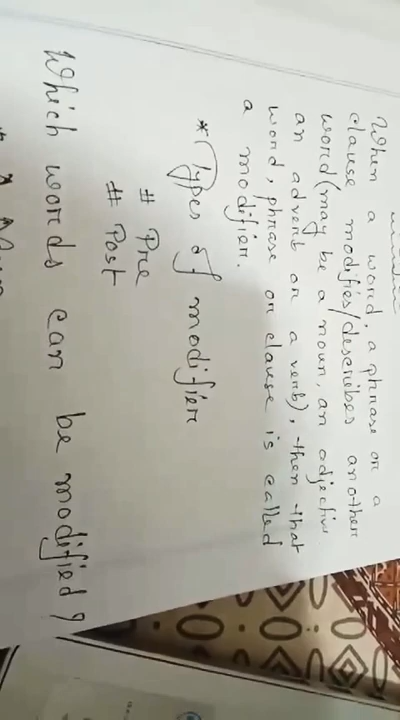 When a word, a phrase or a
clause modifies/describes another
word(may be a noun, an adjective
an adverb or a verb), then that
word, phrase or clause is called
a modifier.
* Types of modifier
# Pre
# Post
Which words can be modified?